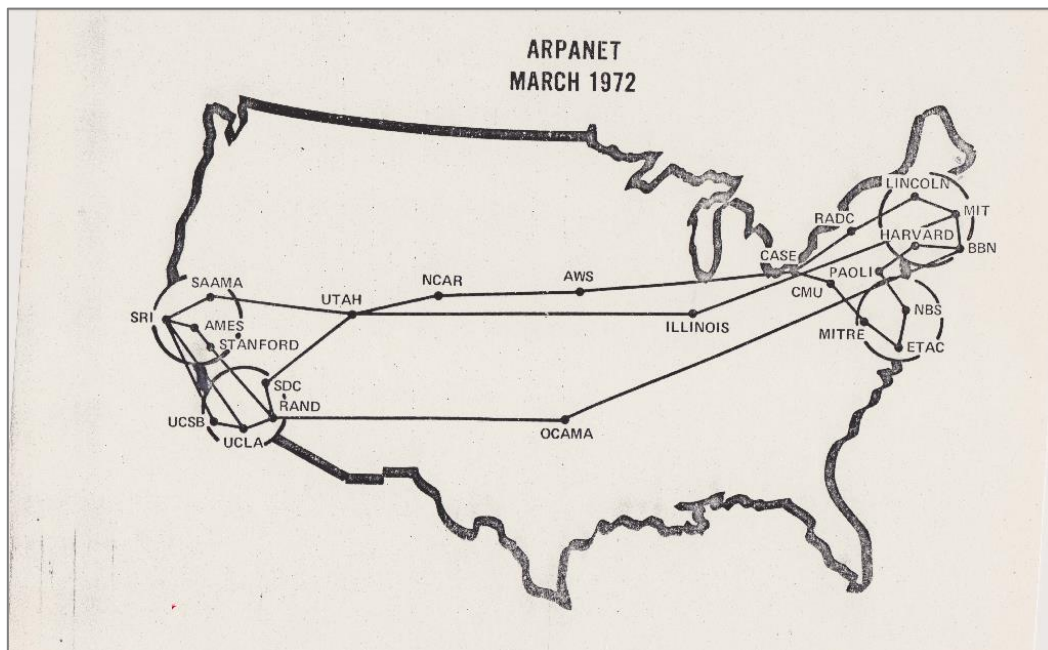 ARPANET
MARCH 1972
LINCOLN
MIT
RADC
HARVARD
BBN
CASE
PAOLI
SAAMA
NCAR
AWS
CMU
UTAH
NBS
SRI
AMES
ILLINOIS
MITRE
STANFORD
ETAC
SDC
RAND
UCSB
OCAMA
UCLA